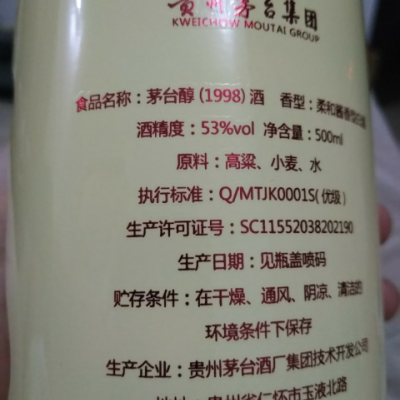 贵州茅台集团
KWEICHOW MOUTAI GROUP
食品名称：茅台醇 (1998) 酒 香型：柔和酱香型白酒
酒精度：53%vol 净含量：500ml
原料：高粱、小麦、水
执行标准：Q/MTJK0001S(优级)
生产许可证号：SC11552038202190
生产日期：见瓶盖喷码
贮存条件：在干燥、通风、阴凉、清洁的
环境条件下保存
生产企业：贵州茅台酒厂集团技术开发公司
地址：贵州省仁怀市玉液北路